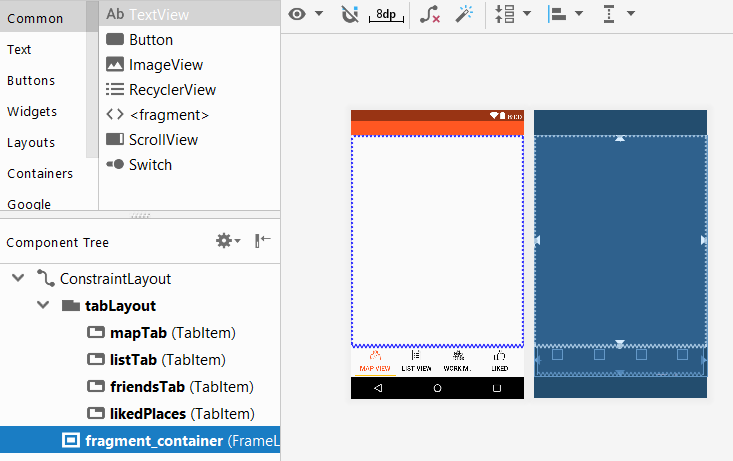 Common
Text
Buttons
Widgets
Layouts
Containers
Google
Ab TextView
Button
ImageView
RecyclerView
<> <fragment>
ScrollView
Switch
8dp
Component Tree
ConstraintLayout
tabLayout
mapTab (TabItem)
listTab (TabItem)
friendsTab (TabItem)
likedPlaces (TabItem)
fragment_container (FrameL
MAP VIEW
LIST VIEW
WORK M...
LIKED